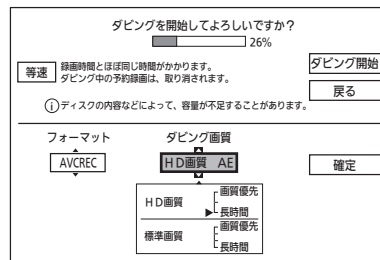 ダビングを開始してよろしいですか？
26%
等速
録画時間とほぼ同じ時間がかかります。
ダビング中の予約録画は、取り消されます。
ダビング開始
戻る
ⓘディスクの内容などによって、容量が不足することがあります。
フォーマット
ダビング画質
AVCREC
HD画質 AE
確定
HD画質
画質優先
長時間
標準画質
画質優先
長時間